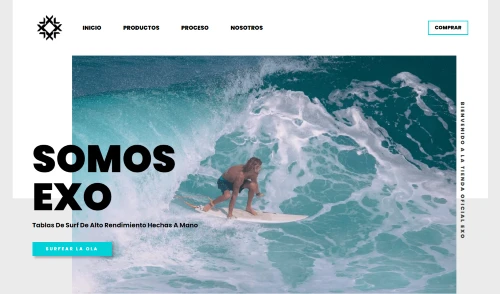 INICIO
PRODUCTOS
PROCESO
NOSOTROS
COMPRAR
SOMOS
EXO
Tablas De Surf De Alto Rendimiento Hechas A Mano
SURFEAR LA OLA
BIENVENIDO A LA TIENDA OFICIAL EXO